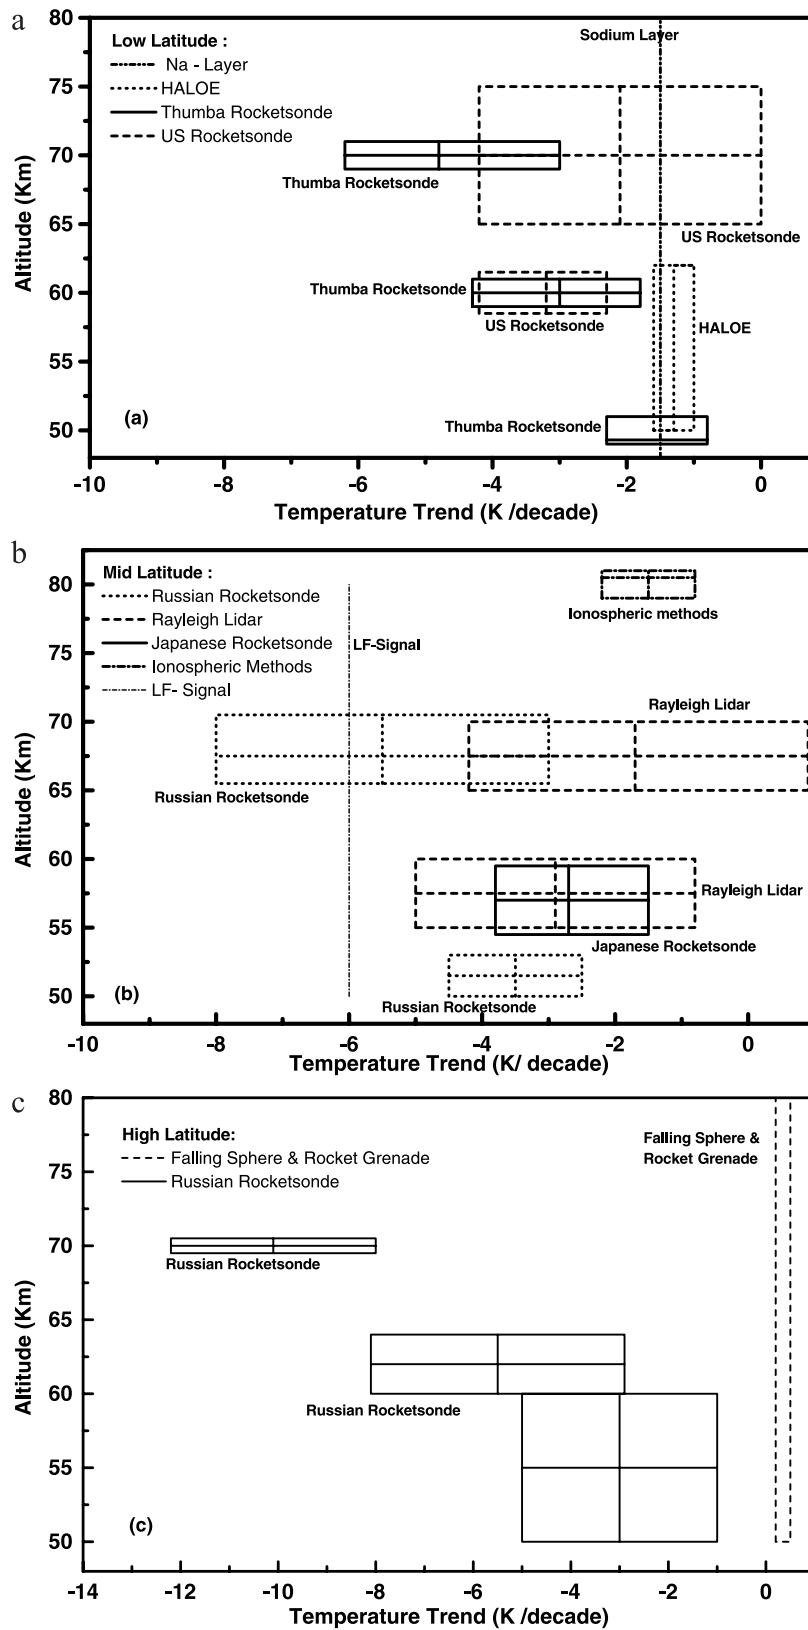 a
80
75
70
65
60
55
50
Altitude (Km)
Low Latitude :
Na - Layer
HALOE
Thumba Rocketsonde
US Rocketsonde
Sodium Layer
Thumba Rocketsonde
US Rocketsonde
Thumba Rocketsonde
US Rocketsonde
HALOE
Thumba Rocketsonde
(a)
-10 -8 -6 -4 -2 0
Temperature Trend (K /decade)
b
80
75
70
65
60
55
50
Altitude (Km)
Mid Latitude :
Russian Rocketsonde
Rayleigh Lidar
Japanese Rocketsonde
Ionospheric Methods
LF- Signal
Ionospheric methods
LF-Signal
Rayleigh Lidar
Russian Rocketsonde
Rayleigh Lidar
Japanese Rocketsonde
Russian Rocketsonde
(b)
-10 -8 -6 -4 -2 0
Temperature Trend (K/ decade)
c
80
75
70
65
60
55
50
Altitude (Km)
High Latitude:
Falling Sphere & Rocket Grenade
Russian Rocketsonde
Falling Sphere &
Rocket Grenade
Russian Rocketsonde
Russian Rocketsonde
(c)
-14 -12 -10 -8 -6 -4 -2 0
Temperature Trend (K /decade)